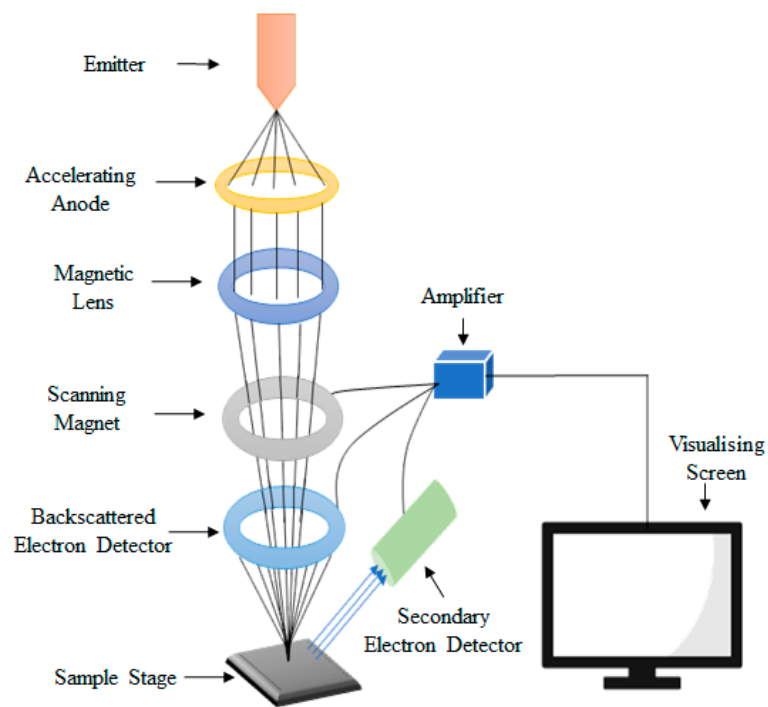 Emitter
Accelerating
Anode
Magnetic
Lens
Amplifier
Scanning
Magnet
Visualising
Screen
Backscattered
Electron Detector
Secondary
Electron Detector
Sample Stage